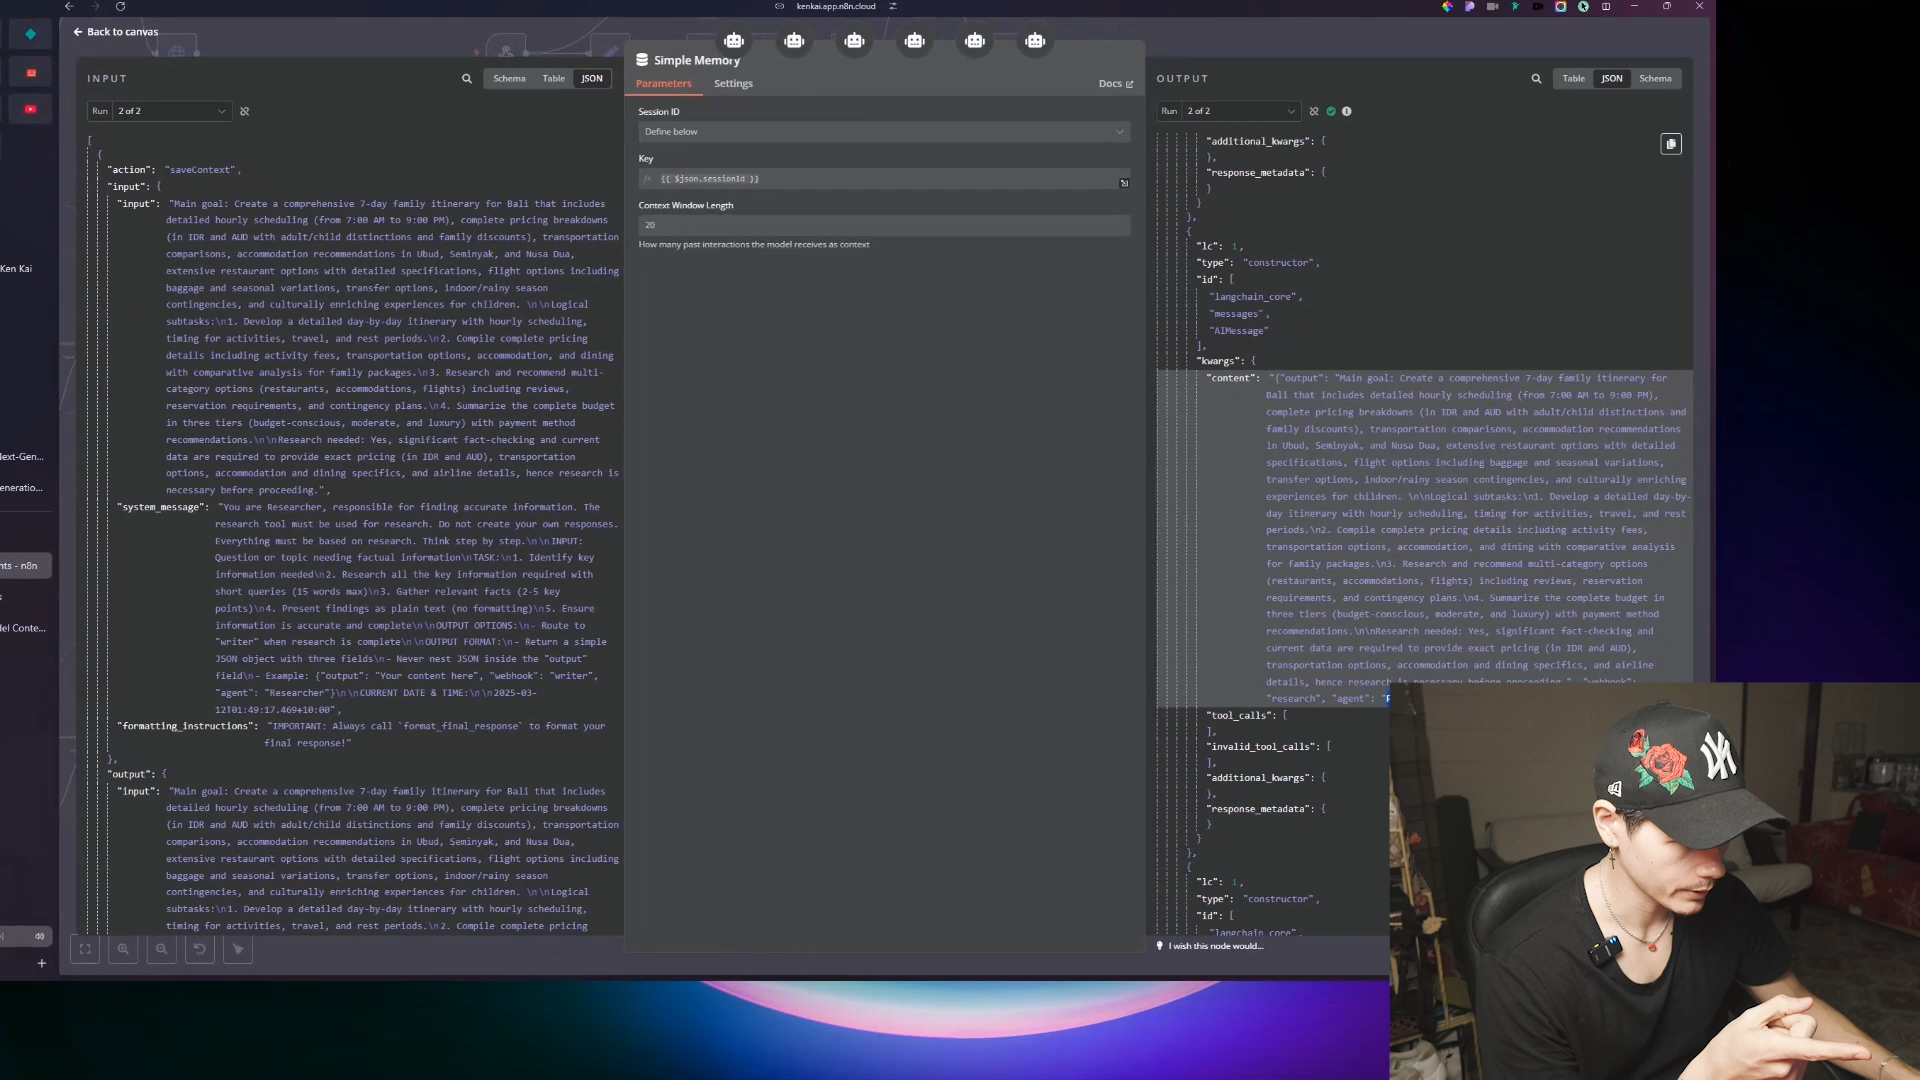 kenkai.app.n8n.cloud
Back to canvas
Ken Kai
Next-Gen...
eneratio...
nts - n8n
del Conte...
INPUT
Schema
Table
JSON
Run
2 of 2
[
{
"action": "saveContext",
"input": {
"input": "Main goal: Create a comprehensive 7-day family itinerary for Bali that includes
detailed hourly scheduling (from 7:00 AM to 9:00 PM), complete pricing breakdowns
(in IDR and AUD with adult/child distinctions and family discounts), transportation
comparisons, accommodation recommendations in Ubud, Seminyak, and Nusa Dua,
extensive restaurant options with detailed specifications, flight options including
baggage and seasonal variations, transfer options, indoor/rainy season
contingencies, and culturally enriching experiences for children. \n\nLogical
subtasks:\n1. Develop a detailed day-by-day itinerary with hourly scheduling,
timing for activities, travel, and rest periods.\n2. Compile complete pricing
details including activity fees, transportation options, accommodation, and dining
with comparative analysis for family packages.\n3. Research and recommend multi-
category options (restaurants, accommodations, flights) including reviews,
reservation requirements, and contingency plans.\n4. Summarize the complete budget
in three tiers (budget-conscious, moderate, and luxury) with payment method
recommendations.\n\nResearch needed: Yes, significant fact-checking and current
data are required to provide exact pricing (in IDR and AUD), transportation
options, accommodation and dining specifics, and airline details, hence research is
necessary before proceeding.",
"system_message": "You are Researcher, responsible for finding accurate information. The
research tool must be used for research. Do not create your own responses.
Everything must be based on research. Think step by step.\n\nINPUT:
Question or topic needing factual information\nTASK:\n1. Identify key
information needed\n2. Research all the key information required with
short queries (15 words max)\n3. Gather relevant facts (2-5 key
points)\n4. Present findings as plain text (no formatting)\n5. Ensure
information is accurate and complete\n\nOUTPUT OPTIONS:\n- Route to
"writer" when research is complete\n\nOUTPUT FORMAT:\n- Return a simple
JSON object with three fields\n- Never nest JSON inside the "output"
field\n- Example: {"output": "Your content here", "webhook": "writer",
"agent": "Researcher"}\n\nCURRENT DATE & TIME:\n\n2025-03-
12T01:49:17.469+10:00",
"formatting_instructions": "IMPORTANT: Always call `format_final_response` to format your
final response!"
},
"output": {
"input": "Main goal: Create a comprehensive 7-day family itinerary for Bali that includes
detailed hourly scheduling (from 7:00 AM to 9:00 PM), complete pricing breakdowns
(in IDR and AUD with adult/child distinctions and family discounts), transportation
comparisons, accommodation recommendations in Ubud, Seminyak, and Nusa Dua,
extensive restaurant options with detailed specifications, flight options including
baggage and seasonal variations, transfer options, indoor/rainy season
contingencies, and culturally enriching experiences for children. \n\nLogical
subtasks:\n1. Develop a detailed day-by-day itinerary with hourly scheduling,
timing for activities, travel, and rest periods.\n2. Compile complete pricing
Simple Memory
Parameters
Settings
Docs
Session ID
Define below
Key
fx {{ $json.sessionId }}
Context Window Length
20
How many past interactions the model receives as context
OUTPUT
Table
JSON
Schema
Run
2 of 2
"additional_kwargs": {
},
"response_metadata": {
}
}
},
{
"lc": 1,
"type": "constructor",
"id": [
"langchain_core",
"messages",
"AIMessage"
],
"kwargs": {
"content": "{"output": "Main goal: Create a comprehensive 7-day family itinerary for
Bali that includes detailed hourly scheduling (from 7:00 AM to 9:00 PM),
complete pricing breakdowns (in IDR and AUD with adult/child distinctions and
family discounts), transportation comparisons, accommodation recommendations
in Ubud, Seminyak, and Nusa Dua, extensive restaurant options with detailed
specifications, flight options including baggage and seasonal variations,
transfer options, indoor/rainy season contingencies, and culturally enriching
experiences for children. \n\nLogical subtasks:\n1. Develop a detailed day-by-
day itinerary with hourly scheduling, timing for activities, travel, and rest
periods.\n2. Compile complete pricing details including activity fees,
transportation options, accommodation, and dining with comparative analysis
for family packages.\n3. Research and recommend multi-category options
(restaurants, accommodations, flights) including reviews, reservation
requirements, and contingency plans.\n4. Summarize the complete budget in
three tiers (budget-conscious, moderate, and luxury) with payment method
recommendations.\n\nResearch needed: Yes, significant fact-checking and
current data are required to provide exact pricing (in IDR and AUD),
transportation options, accommodation and dining specifics, and airline
details, hence research is necessary before proceeding.", "webhook":
"research", "agent": "P
"tool_calls": [
],
"invalid_tool_calls": [
],
"additional_kwargs": {
},
"response_metadata": {
}
}
},
{
"lc": 1,
"type": "constructor",
"id": [
"langchain_core",
I wish this node would...
NY